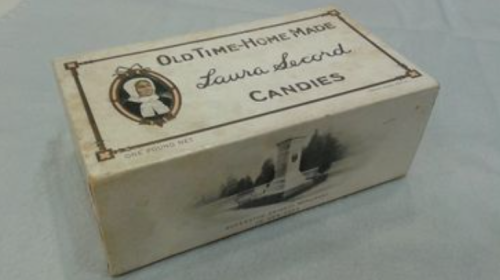 OLD TIME-HOME MADE
Laura Secord
CANDIES
ONE POUND NET